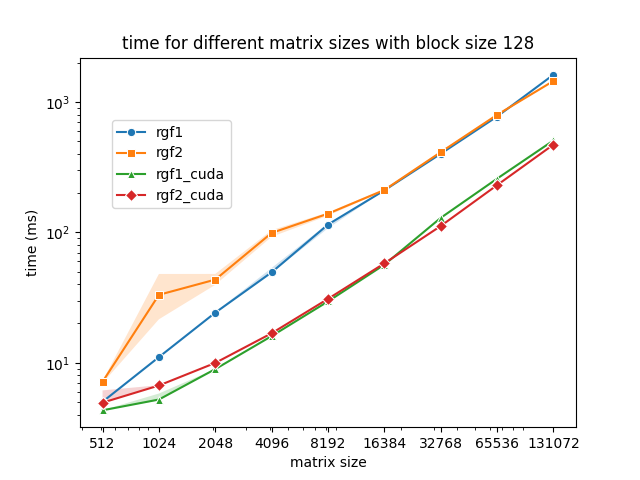 time for different matrix sizes with block size 128
10³
rgf1
rgf2
rgf1_cuda
rgf2_cuda
10²
10¹
time (ms)
512 1024 2048 4096 8192 16384 32768 65536 131072
matrix size